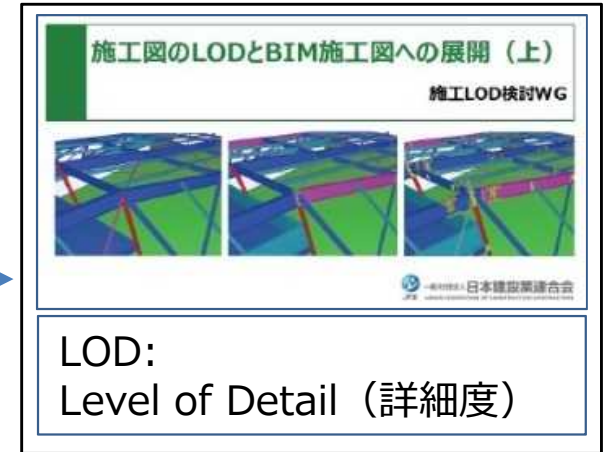 施工図のLODとBIM施工図への展開（上）
施工LOD検討WG
日本建設業連合会
LOD:
Level of Detail（詳細度）